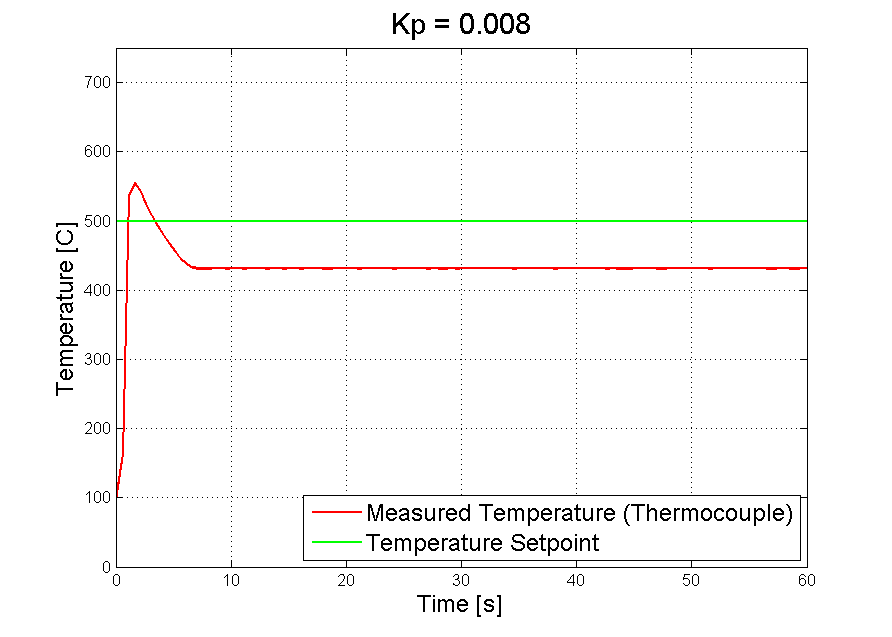 Kp = 0.008
Temperature [C]
700
600
500
400
300
200
100
0
0 10 20 30 40 50 60
Time [s]
Measured Temperature (Thermocouple)
Temperature Setpoint